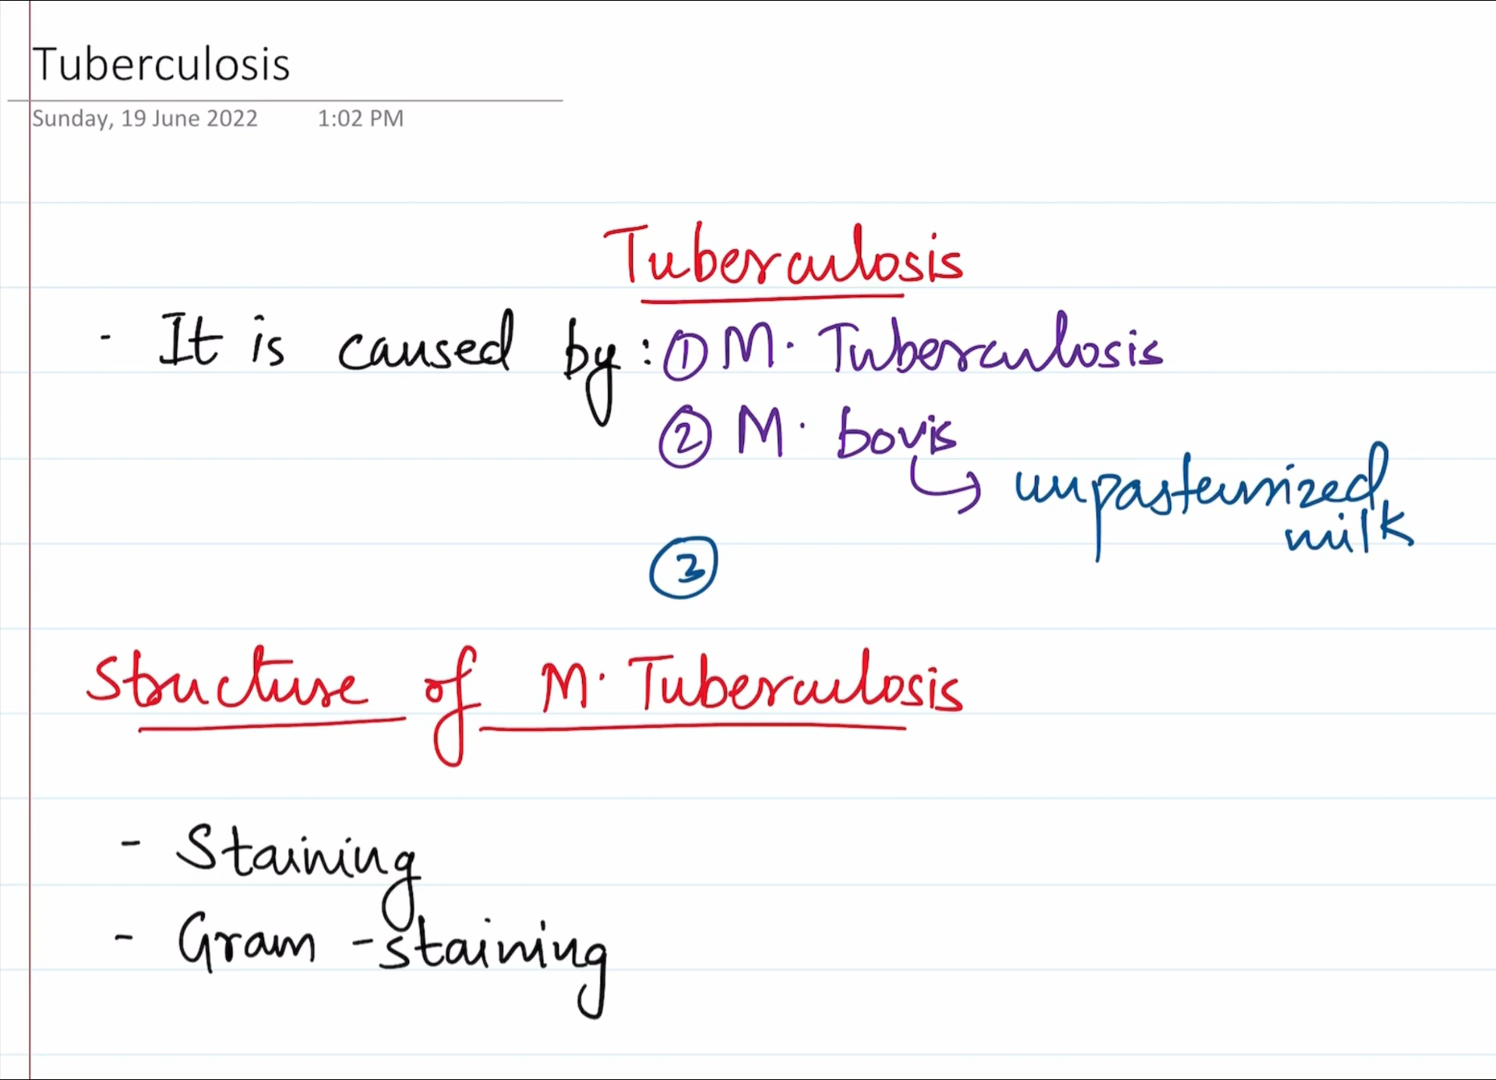 Tuberculosis
Sunday, 19 June 2022 1:02 PM
Tuberculosis
· It is caused by : ① M. Tuberculosis
② M. bovis
↳ unpasteurized
milk
③
Structure of M. Tuberculosis
- Staining
- Gram - staining